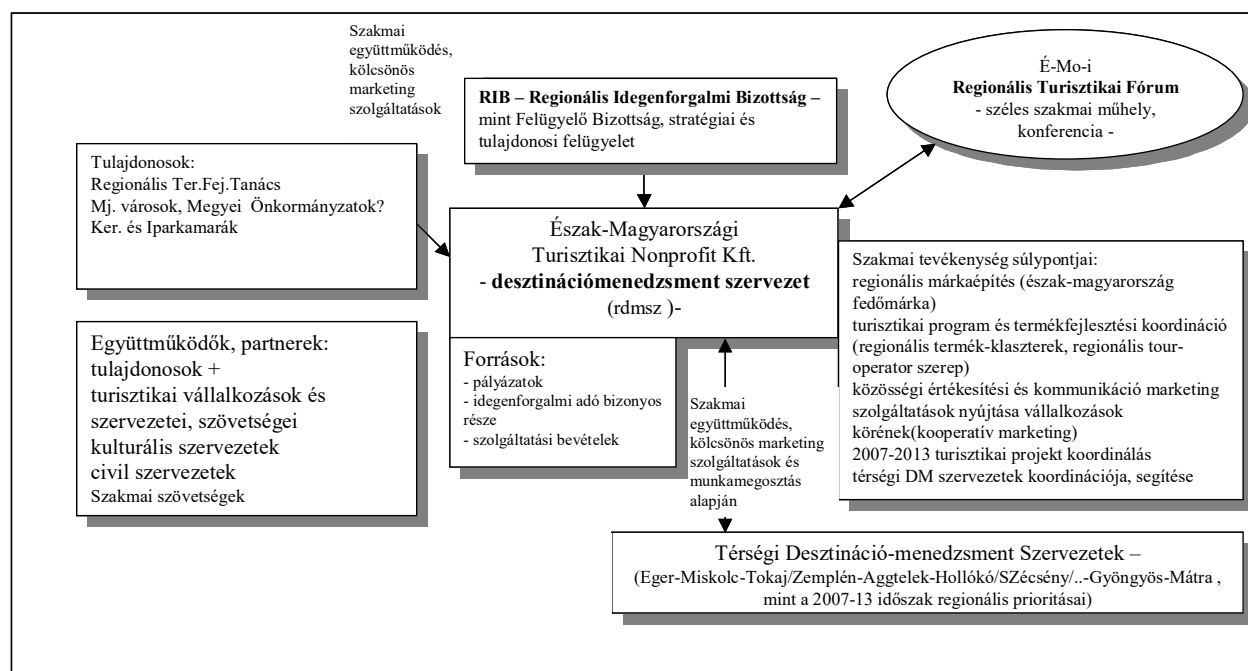 Szakmai
együttműködés,
kölcsönös
marketing
szolgáltatások
RIB – Regionális Idegenforgalmi Bizottság –
mint Felügyelő Bizottság, stratégiai és
tulajdonosi felügyelet
É-Mo-i
Regionális Turisztikai Fórum
- széles szakmai műhely,
konferencia -
Tulajdonosok:
Regionális Ter.Fej.Tanács
Mj. városok, Megyei Önkormányzatok?
Ker. és Iparkamarák
Észak-Magyarországi
Turisztikai Nonprofit Kft.
- desztinációmenedzsment szervezet
(rdmsz )-
Szakmai tevékenység súlypontjai:
regionális márkaépítés (észak-magyarország
fedőmárka)
turisztikai program és termékfejlesztési koordináció
(regionális termék-klaszterek, regionális tour-
operator szerep)
közösségi értékesítési és kommunikáció marketing
szolgáltatások nyújtása vállalkozások
körének(kooperatív marketing)
2007-2013 turisztikai projekt koordinálás
térségi DM szervezetek koordinációja, segítése
Együttműködők, partnerek:
tulajdonosok +
turisztikai vállalkozások és
szervezetei, szövetségei
kulturális szervezetek
civil szervezetek
Szakmai szövetségek
Források:
- pályázatok
- idegenforgalmi adó bizonyos
része
- szolgáltatási bevételek
Szakmai
együttműködés,
kölcsönös marketing
szolgáltatások és
munkamegosztás
alapján
Térségi Desztináció-menedzsment Szervezetek –
(Eger-Miskolc-Tokaj/Zemplén-Aggtelek-Hollókó/SZécsény/..-Gyöngyös-Mátra ,
mint a 2007-13 időszak regionális prioritásai)